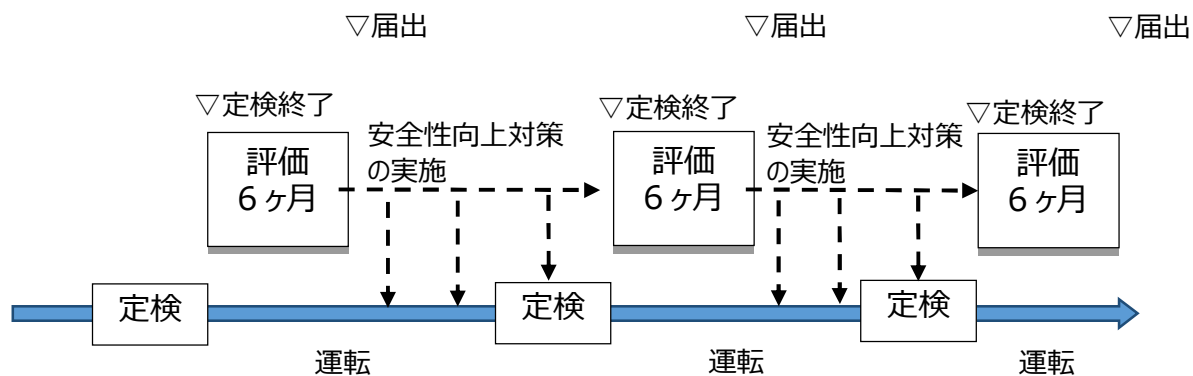 ▽届出
▽届出
▽届出
▽定検終了
▽定検終了
▽定検終了
安全性向上対策
の実施
安全性向上対策
の実施
評価
6ヶ月
評価
6ヶ月
評価
6ヶ月
定検
定検
定検
運転
運転
運転